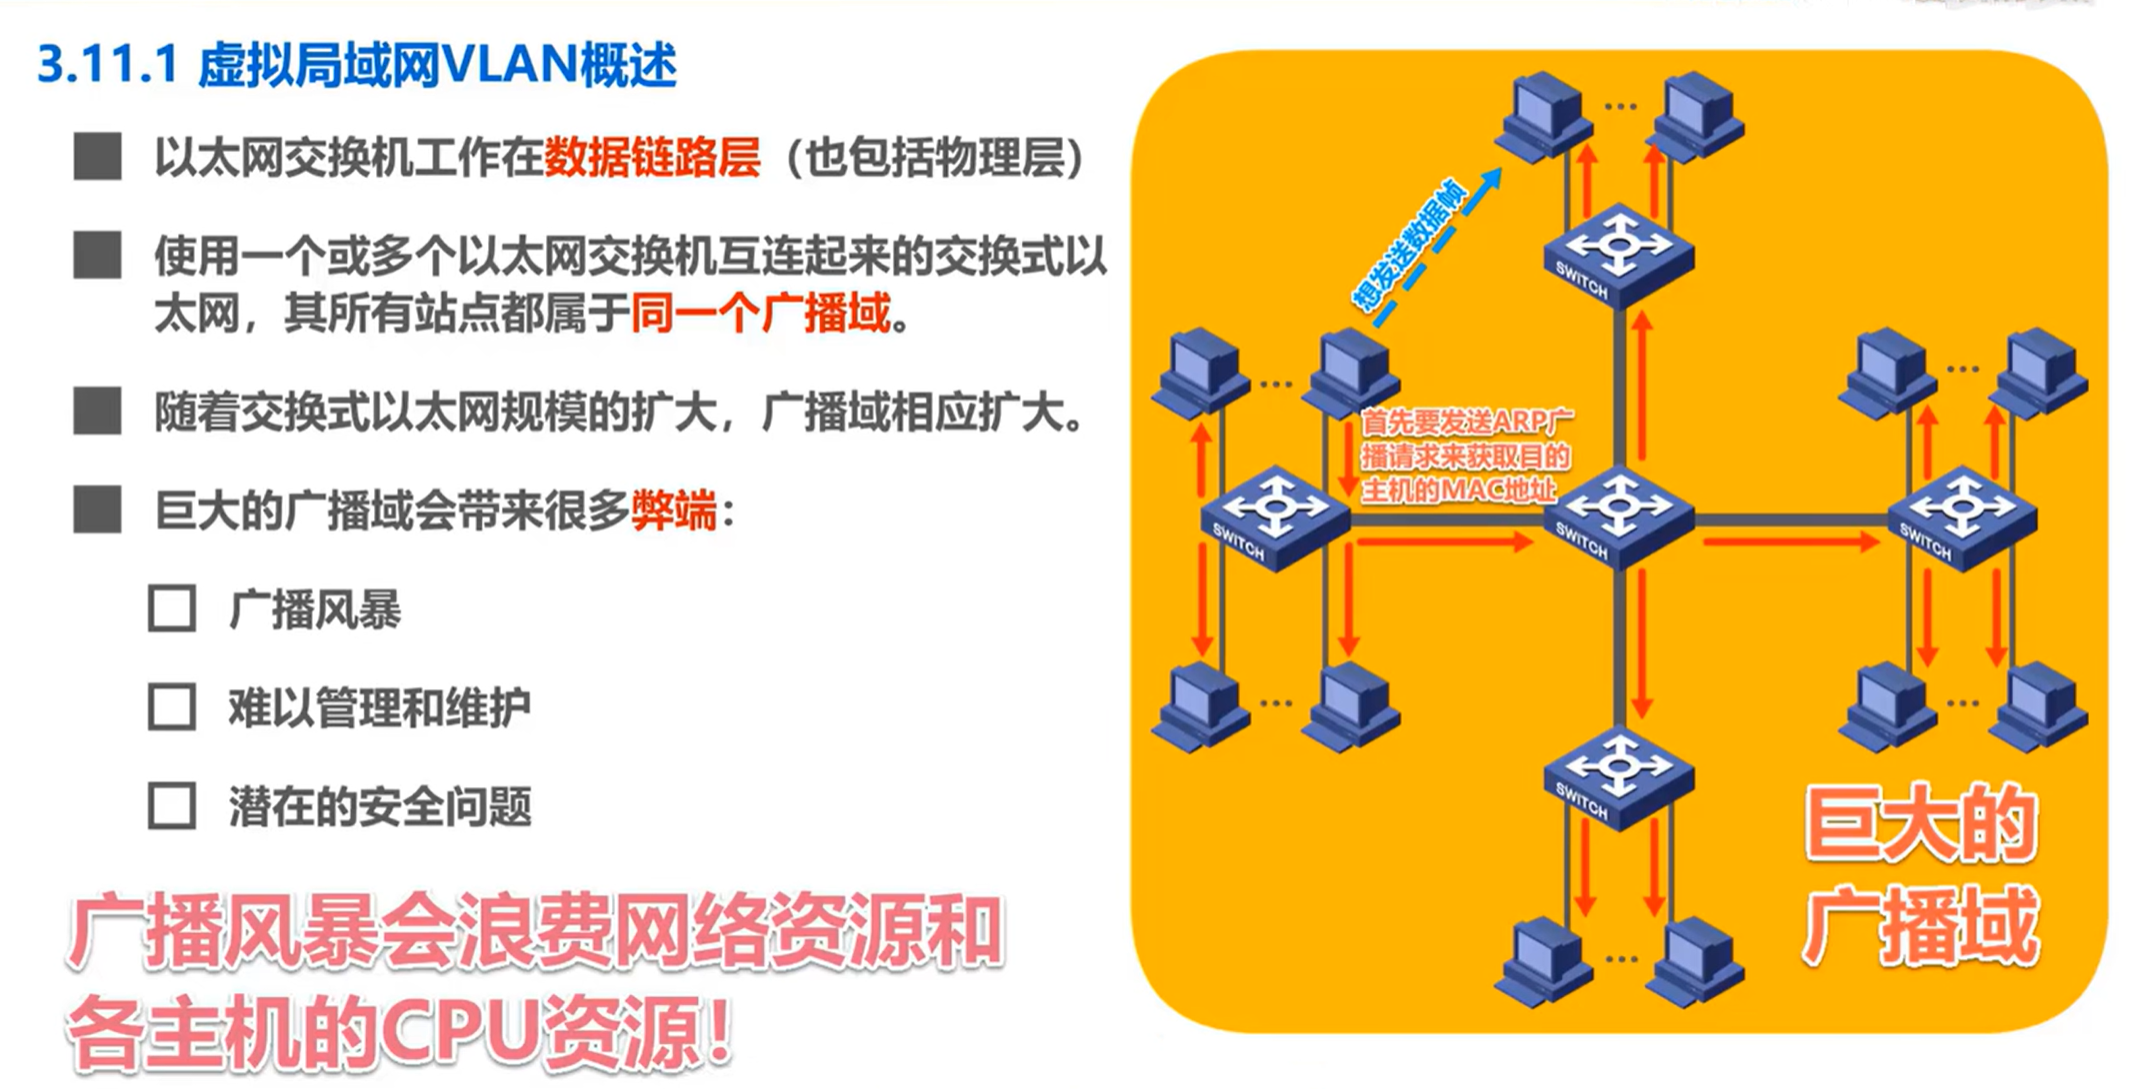 3.11.1 虚拟局域网VLAN概述
以太网交换机工作在数据链路层（也包括物理层）
使用一个或多个以太网交换机互连起来的交换式以
太网，其所有站点都属于同一个广播域。
随着交换式以太网规模的扩大，广播域相应扩大。
巨大的广播域会带来很多弊端：
广播风暴
难以管理和维护
潜在的安全问题
广播风暴会浪费网络资源和
各主机的CPU资源！
想发送数据帧
SWITCH
首先要发送ARP广
播请求来获取目的
主机的MAC地址
SWITCH
SWITCH
SWITCH
SWITCH
巨大的
广播域